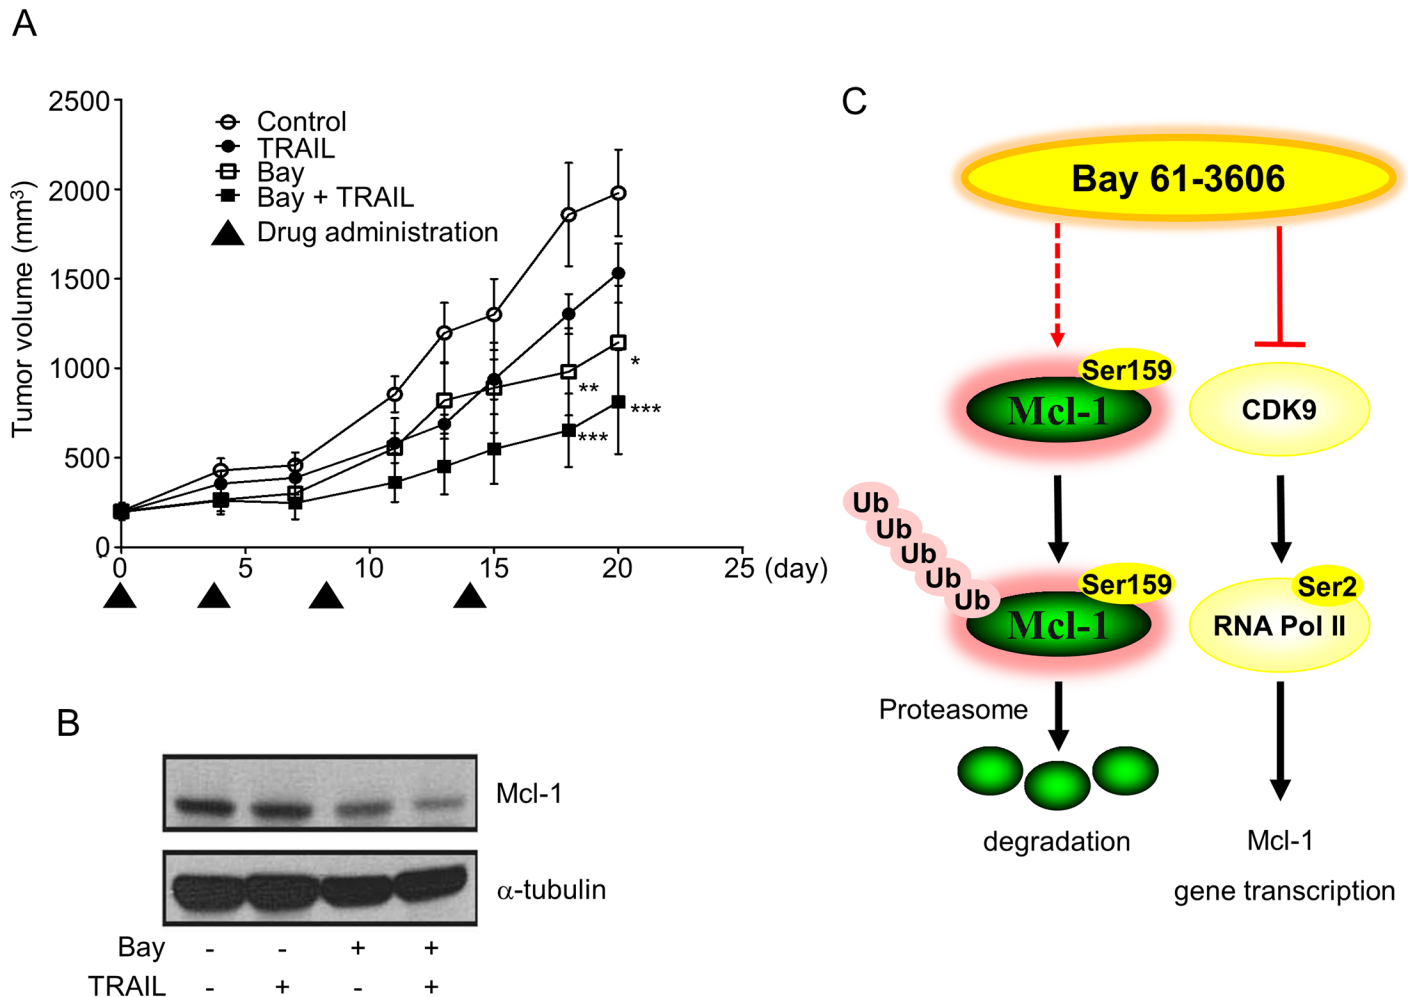 A
2500
2000
1500
1000
500
0
Tumor volume (mm³)
Control
TRAIL
Bay
Bay + TRAIL
Drug administration
*
**
***
***
0 5 10 15 20 25 (day)
B
Mcl-1
α-tubulin
Bay - - + +
TRAIL - + - +
C
Bay 61-3606
Ser159
Mcl-1
CDK9
Ub
Ub
Ub
Ub
Ub
Ser159
Mcl-1
Ser2
RNA Pol II
Proteasome
degradation
Mcl-1
gene transcription